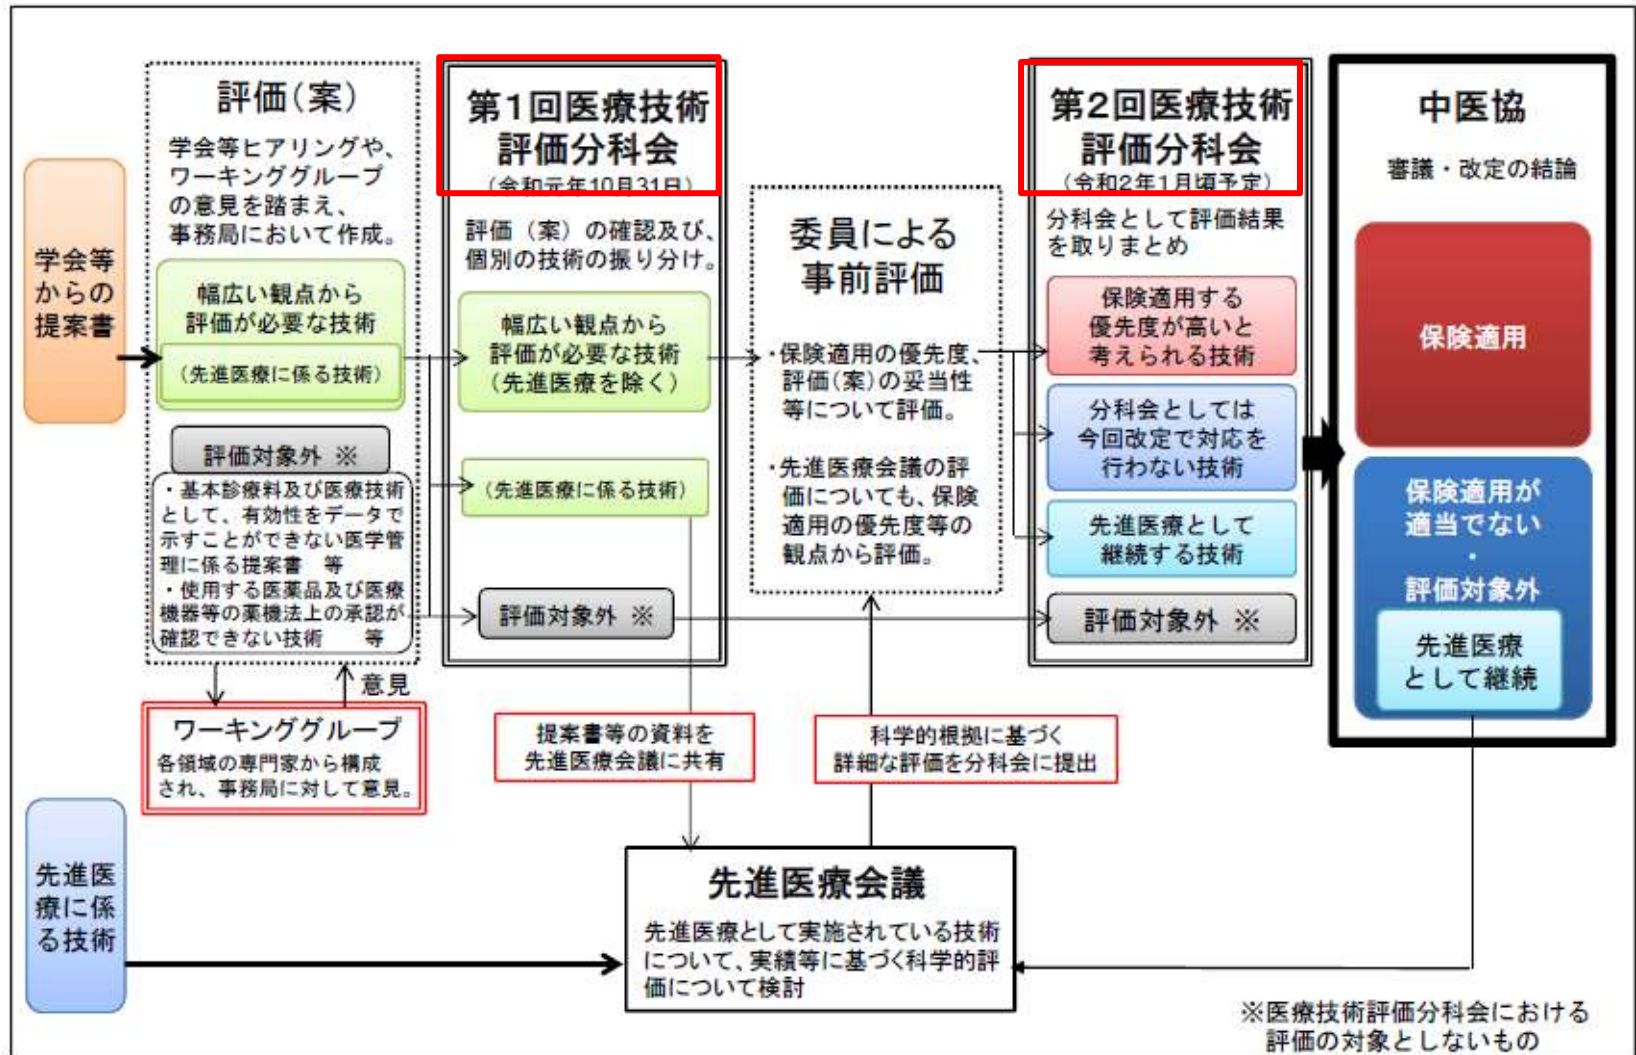 学会等
からの
提案書
評価(案)
学会等ヒアリングや、
ワーキンググループ
の意見を踏まえ、
事務局において作成。
幅広い観点から
評価が必要な技術
(先進医療に係る技術)
評価対象外 ※
・基本診療料及び医療技術
として、有効性をデータで
示すことができない医学管
理に係る提案書 等
・使用する医薬品及び医療
機器等の薬機法上の承認が
確認できない技術 等
意見
ワーキンググループ
各領域の専門家から構成
され、事務局に対して意見。
第1回医療技術
評価分科会
(令和元年10月31日)
評価(案)の確認及び、
個別の技術の振り分け。
幅広い観点から
評価が必要な技術
(先進医療を除く)
(先進医療に係る技術)
評価対象外 ※
提案書等の資料を
先進医療会議に共有
委員による
事前評価
・保険適用の優先度、
評価(案)の妥当性
等について評価。
・先進医療会議の評
価についても、保険
適用の優先度等の
観点から評価。
科学的根拠に基づく
詳細な評価を分科会に提出
第2回医療技術
評価分科会
(令和2年1月頃予定)
分科会として評価結果
を取りまとめ
保険適用する
優先度が高いと
考えられる技術
分科会としては
今回改定で対応を
行わない技術
先進医療として
継続する技術
評価対象外 ※
中医協
審議・改定の結論
保険適用
保険適用が
適当でない
・
評価対象外
先進医療
として継続
先進医
療に係
る技術
先進医療会議
先進医療として実施されている技術
について、実績等に基づく科学的評
価について検討
※医療技術評価分科会における
評価の対象としないもの